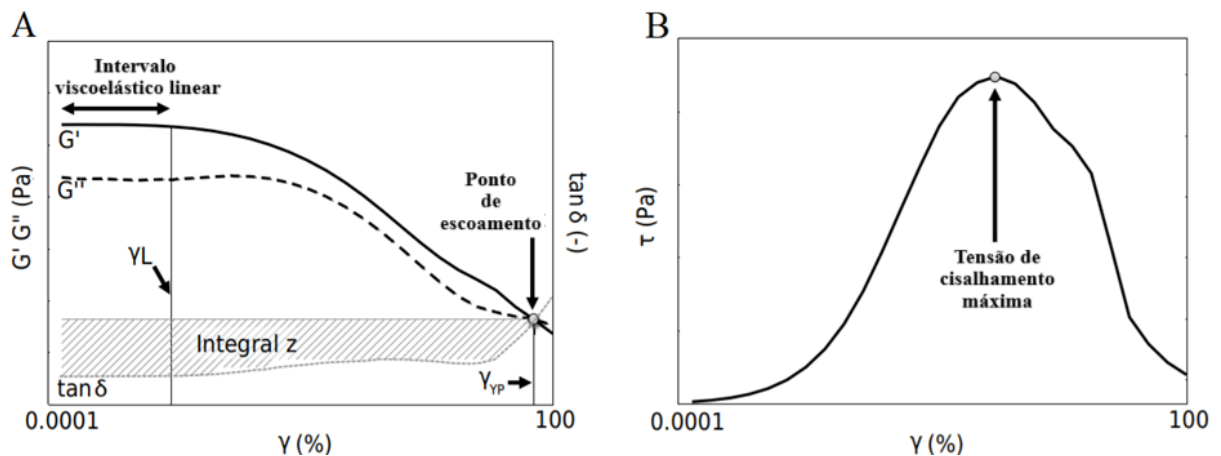 A
Intervalo
viscoelástico linear
G'
G''
G' G'' (Pa)
γL
Ponto
de
escoamento
tan δ (-)
Integral z
tan δ
γYP
0.0001
100
γ (%)
B
τ (Pa)
Tensão de
cisalhamento
máxima
0.0001
100
γ (%)